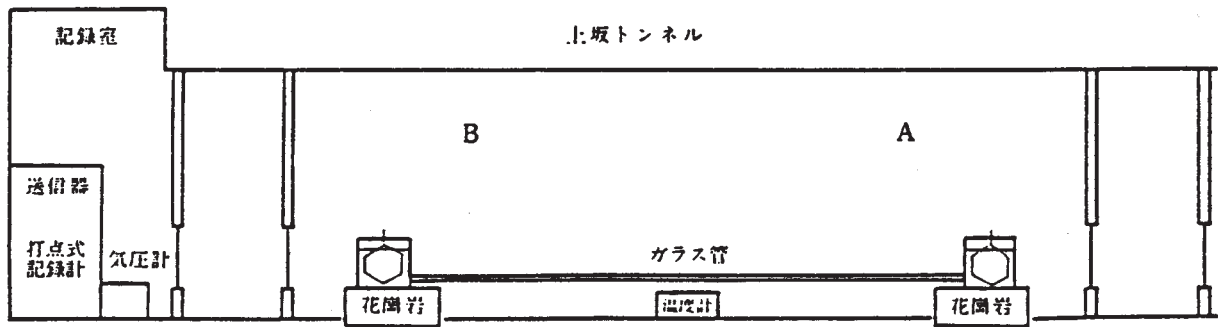 記録室
上坂トンネル
B
A
送信器
打点式
記録計
気圧計
ガラス管
花崗岩
温度計
花崗岩